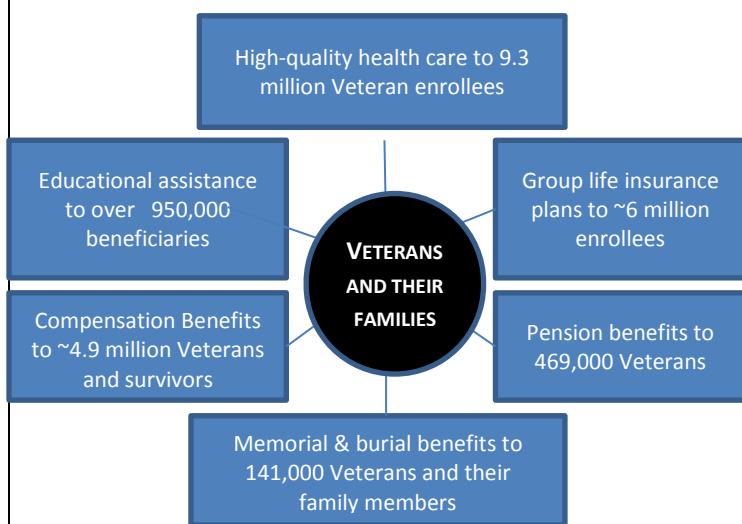 High-quality health care to 9.3
million Veteran enrollees
Educational assistance
to over 950,000
beneficiaries
Group life insurance
plans to ~6 million
enrollees
VETERANS
AND THEIR
FAMILIES
Compensation Benefits
to ~4.9 million Veterans
and survivors
Pension benefits to
469,000 Veterans
Memorial & burial benefits to
141,000 Veterans and their
family members